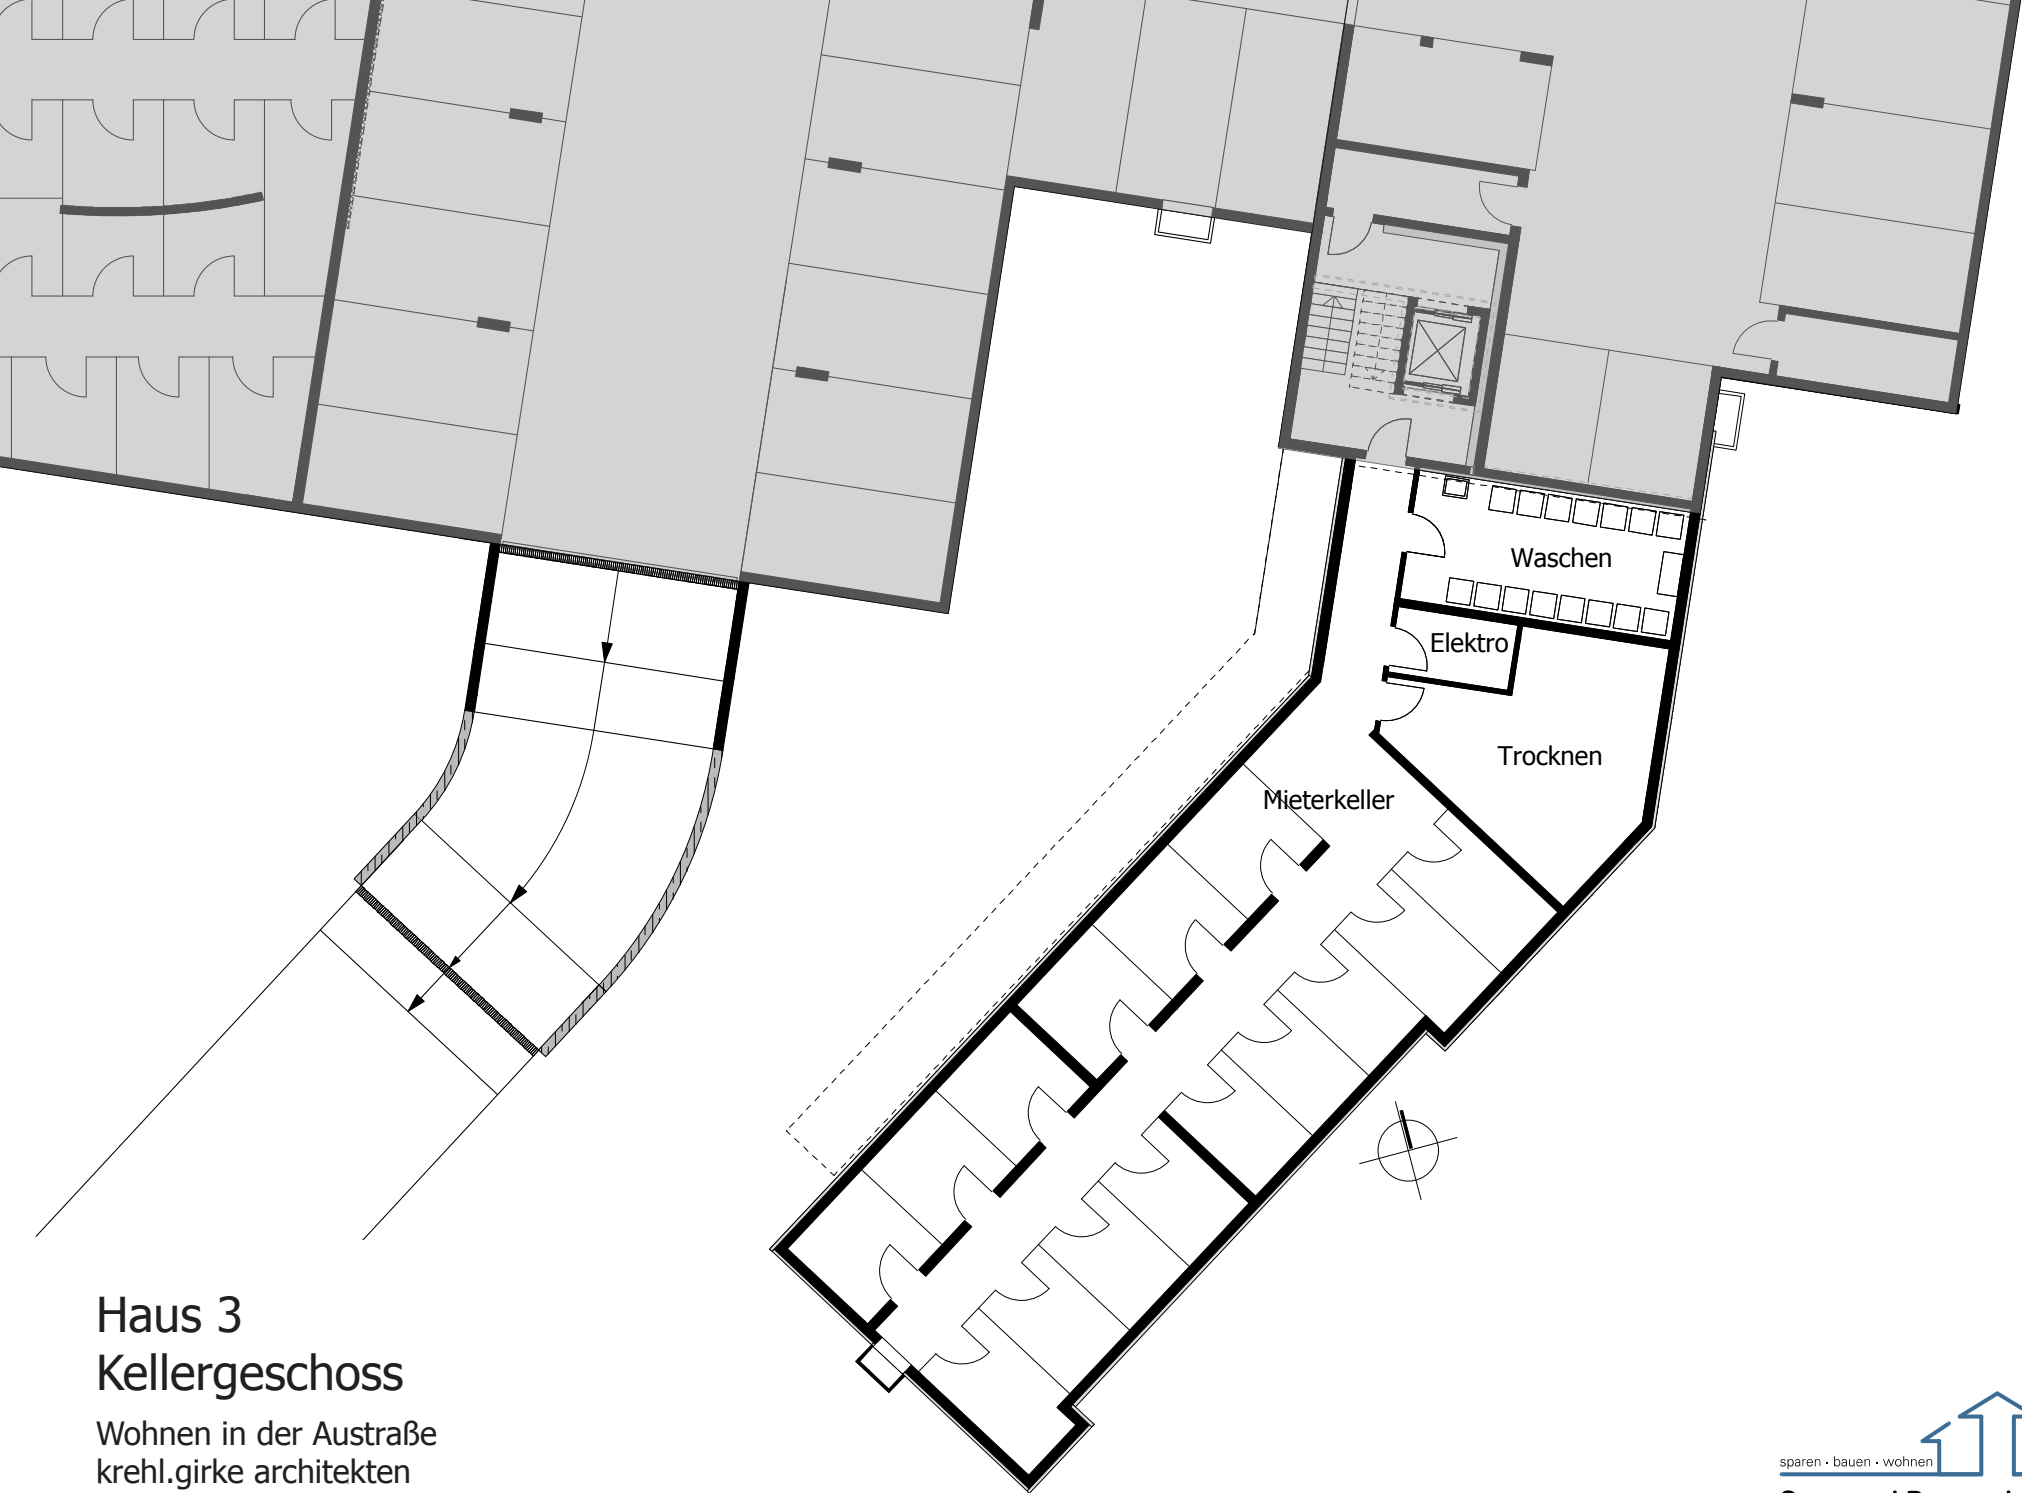 Waschen
Elektro
Trocknen
Mieterkeller
Haus 3
Kellergeschoss
Wohnen in der Austraße
krehl.girke architekten
sparen · bauen · wohnen